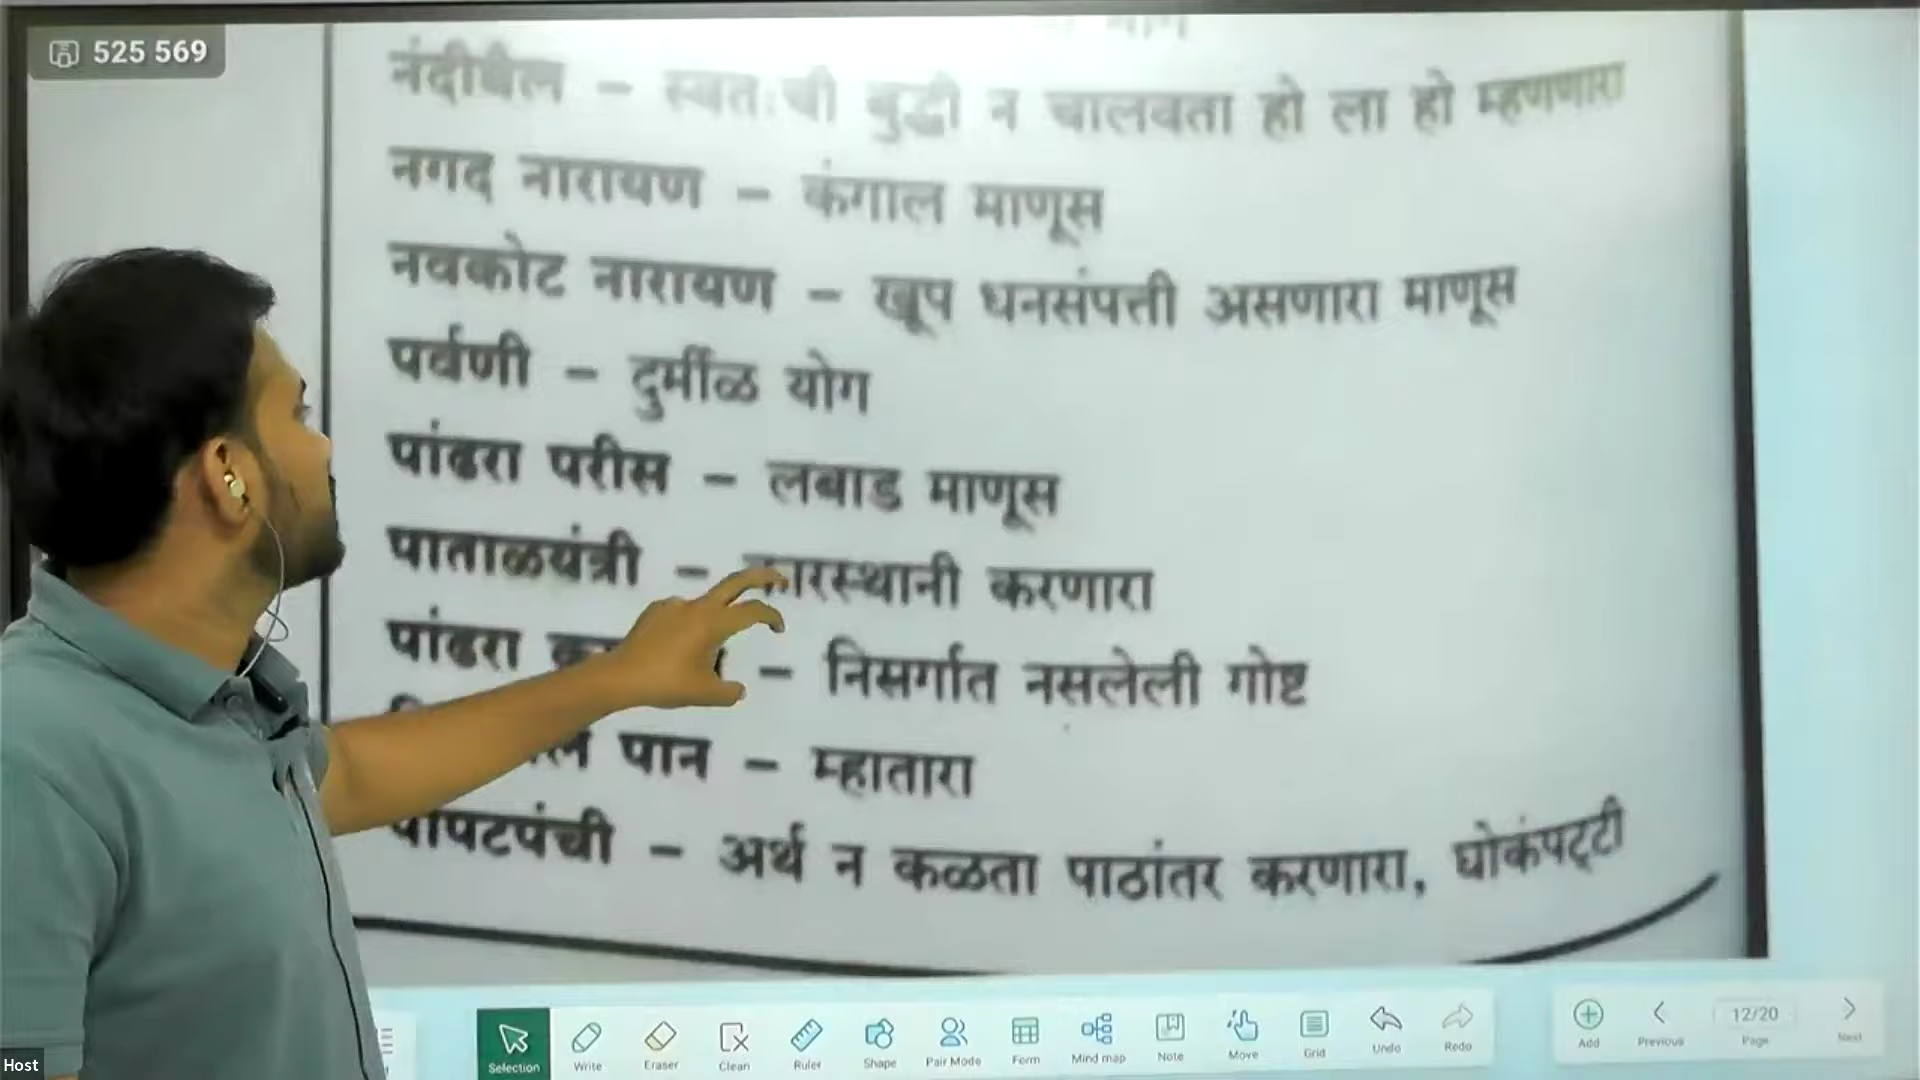 525 569
नंदीबैल – स्वतःची बुद्धी न चालवता हो ला हो म्हणणारा
नगद नारायण – कंगाल माणूस
नवकोट नारायण – खूप धनसंपत्ती असणारा माणूस
पर्वणी – दुर्मीळ योग
पांढरा परीस – लबाड माणूस
पाताळयंत्री – कारस्थानी करणारा
पांढरा – निसर्गात नसलेली गोष्ट
पान – म्हातारा
पोपटपंची – अर्थ न कळता पाठांतर करणारा, घोकंपट्टी
Selection Write Eraser Clean Ruler Shape Pair Mode Form Mind map Note Move Grid Undo Redo Add Previous 12/20 Page Next
Host